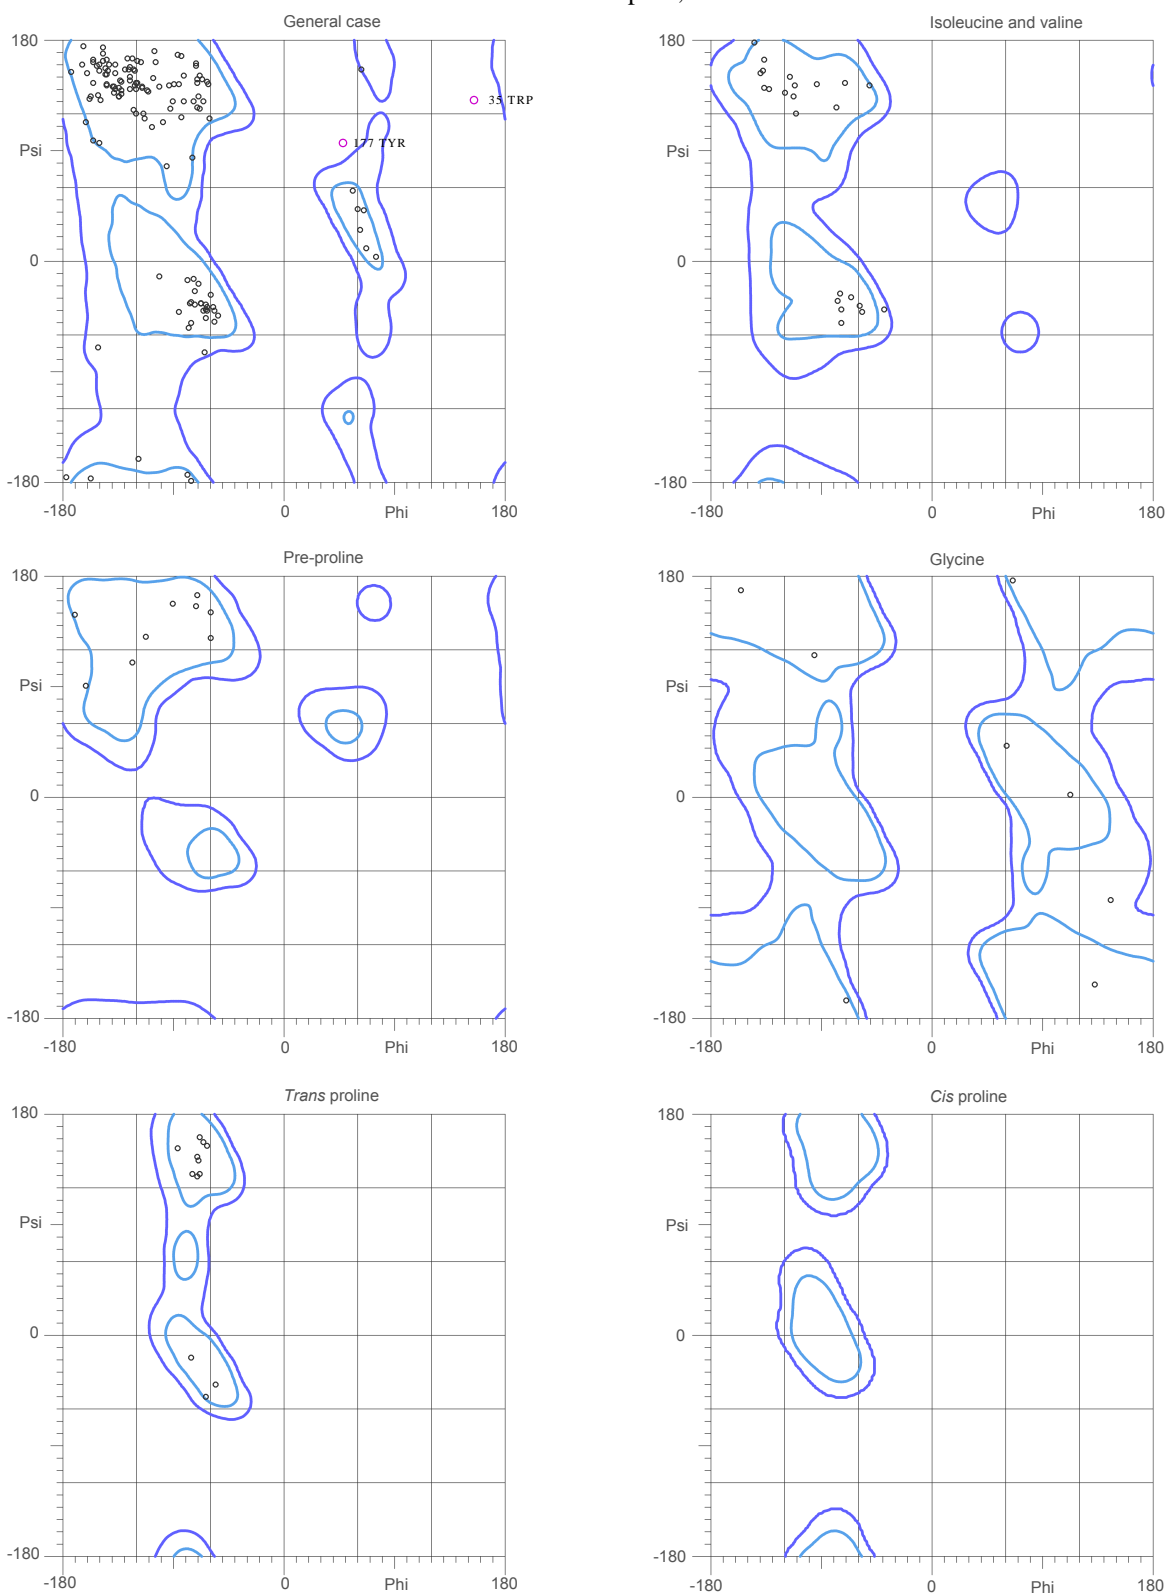 General case
Isoleucine and valine
180
180
35 TRP
177 TYR
Psi
Psi
0
0
-180
-180
-180
0
Phi
180
-180
0
Phi
180
Pre-proline
Glycine
180
180
Psi
Psi
0
0
-180
-180
-180
0
Phi
180
-180
0
Phi
180
Trans proline
Cis proline
180
180
Psi
Psi
0
0
-180
-180
-180
0
Phi
180
-180
0
Phi
180